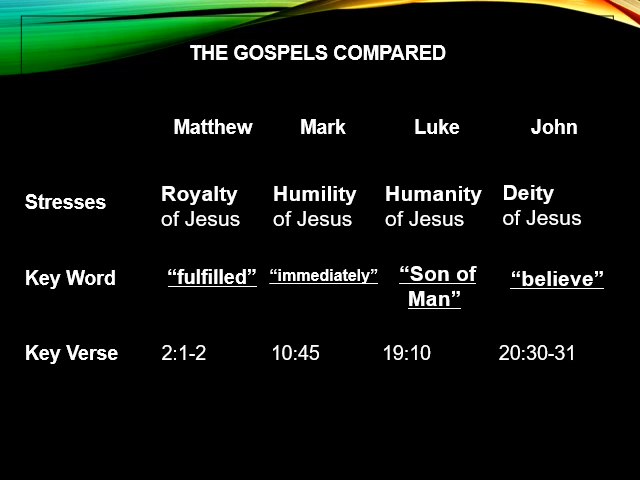 THE GOSPELS COMPARED
Matthew Mark Luke John
Stresses Royalty of Jesus Humility of Jesus Humanity of Jesus Deity of Jesus
Key Word “fulfilled” “immediately” “Son of Man” “believe”
Key Verse 2:1-2 10:45 19:10 20:30-31